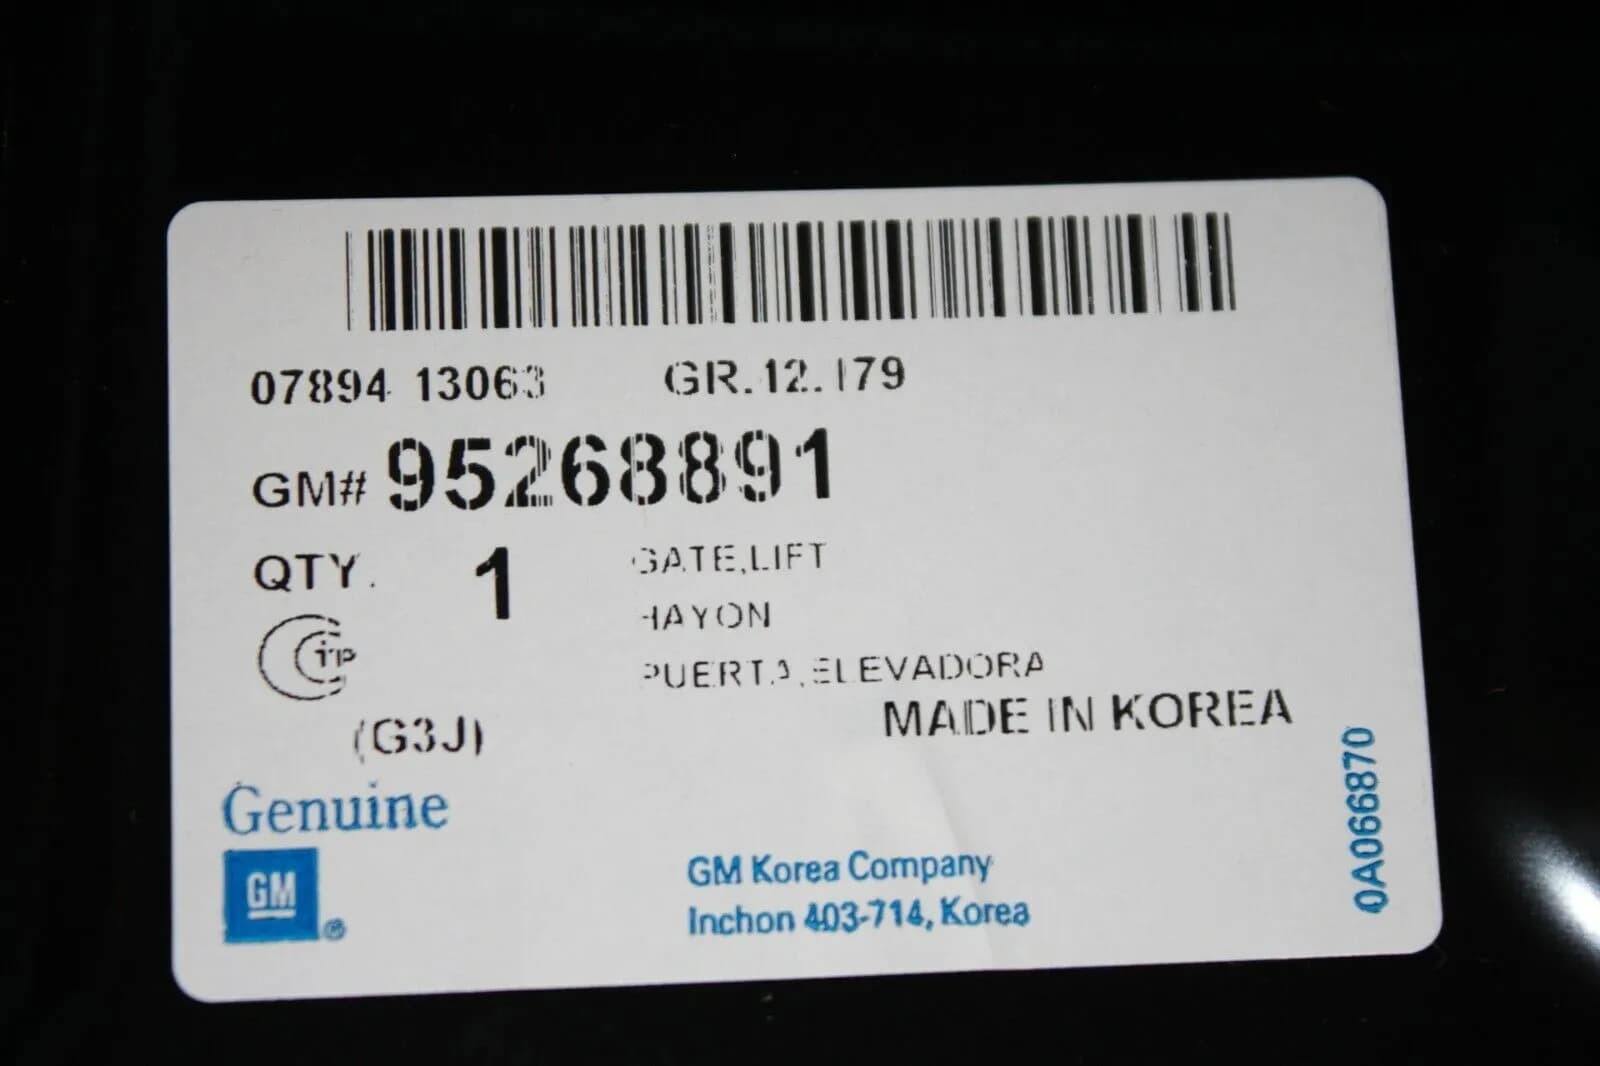 07894 13063 GR.12.179
GM# 95268891
QTY. 1 GATE,LIFT
HAYON
PUERTA,ELEVADORA
(G3J)
MADE IN KOREA
Genuine
GM
®
GM Korea Company
Inchon 403-714, Korea
0A066870